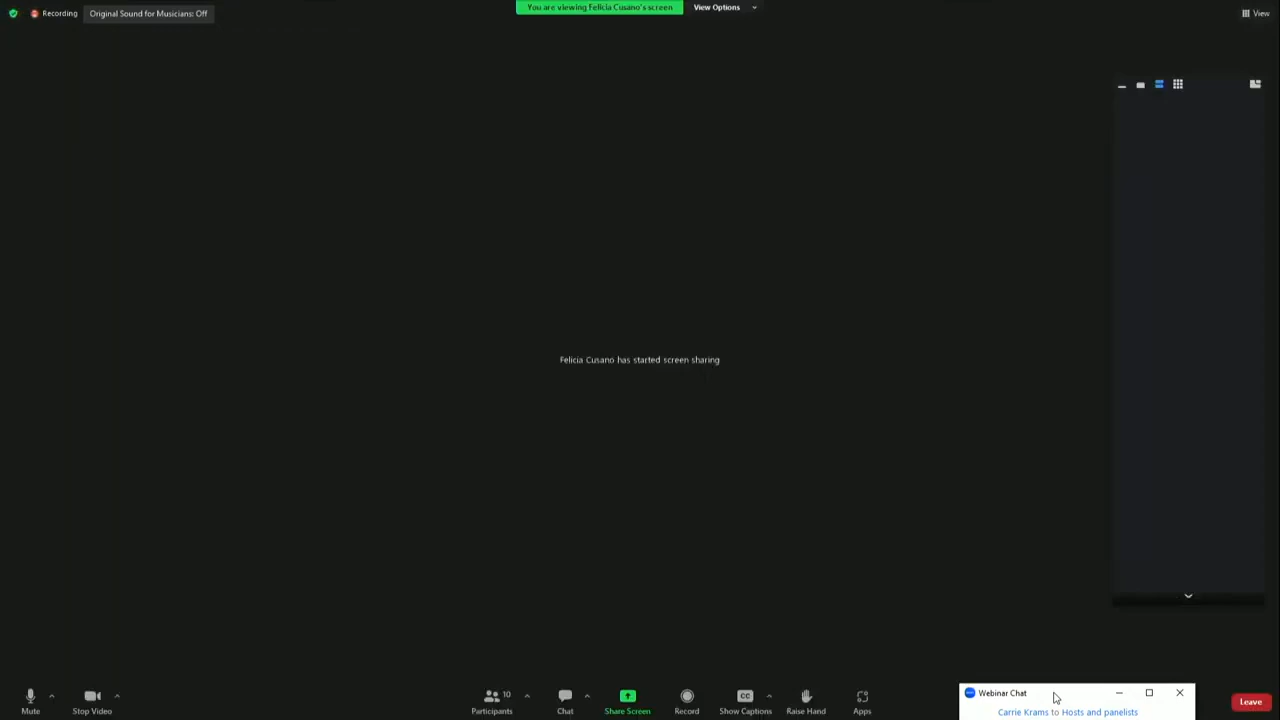 Recording
Original Sound for Musicians: Off
You are viewing Felicia Cusano's screen
View Options
View
Felicia Cusano has started screen sharing
Mute
Stop Video
10
Participants
Chat
Share Screen
Record
CC
Show Captions
Raise Hand
Apps
Webinar Chat
Carrie Krams to Hosts and panelists
Leave